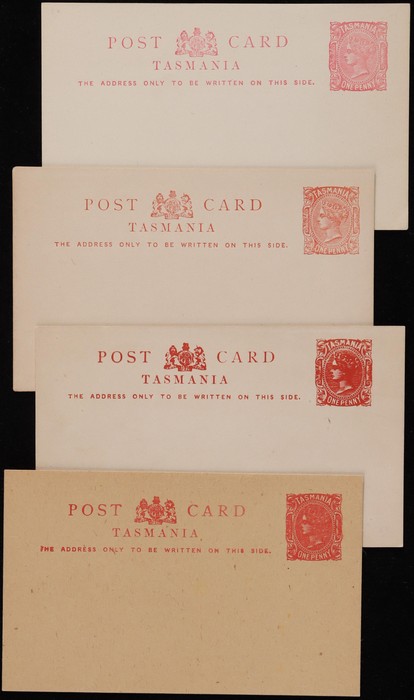 POST CARD
TASMANIA
THE ADDRESS ONLY TO BE WRITTEN ON THIS SIDE.
TASMANIA
ONE PENNY
POST CARD
TASMANIA
THE ADDRESS ONLY TO BE WRITTEN ON THIS SIDE.
TASMANIA
ONE PENNY
POST CARD
TASMANIA
THE ADDRESS ONLY TO BE WRITTEN ON THIS SIDE.
TASMANIA
ONE PENNY
POST CARD
TASMANIA
THE ADDRESS ONLY TO BE WRITTEN ON THIS SIDE.
TASMANIA
ONE PENNY